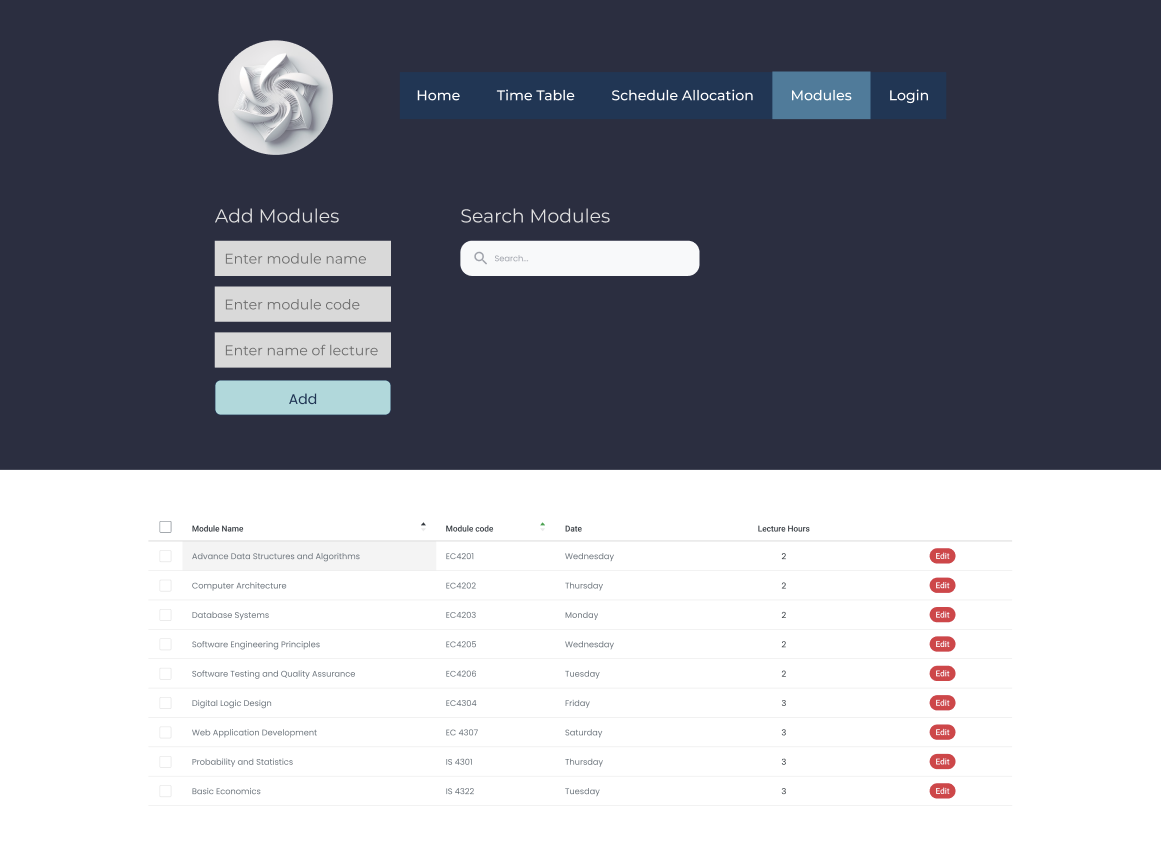 Home Time Table Schedule Allocation Modules Login
Add Modules
Enter module name
Enter module code
Enter name of lecture
Add
Search Modules
Search..
Module Name Module code Date Lecture Hours
Advance Data Structures and Algorithms EC4201 Wednesday 2 Edit
Computer Architecture EC4202 Thursday 2 Edit
Database Systems EC4203 Monday 2 Edit
Software Engineering Principles EC4205 Wednesday 2 Edit
Software Testing and Quality Assurance EC4206 Tuesday 2 Edit
Digital Logic Design EC4304 Friday 3 Edit
Web Application Development EC 4307 Saturday 3 Edit
Probability and Statistics IS 4301 Thursday 3 Edit
Basic Economics IS 4322 Tuesday 3 Edit